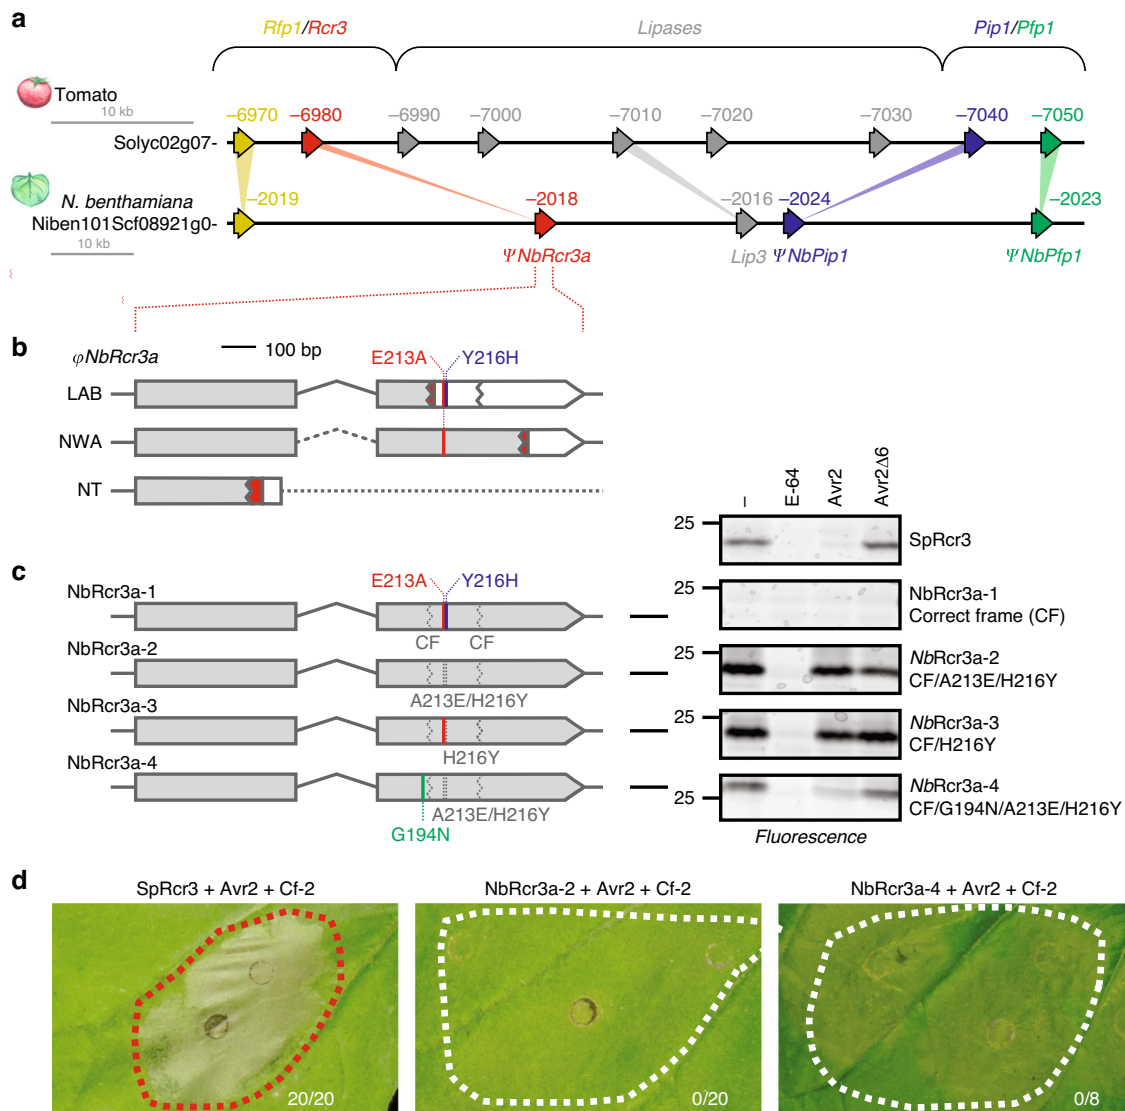 a
Rfp1/Rcr3
Lipases
Pip1/Pfp1
Tomato
10 kb
–6970
–6980
–6990
–7000
–7010
–7020
–7030
–7040
–7050
Solyc02g07-
N. benthamiana
–2019
–2018
–2016
–2024
–2023
Niben101Scf08921g0-
10 kb
ΨNbRcr3a
Lip3
ΨNbPip1
ΨNbPfp1
b
φNbRcr3a
100 bp
E213A
Y216H
LAB
NWA
NT
c
NbRcr3a-1
E213A
Y216H
CF
CF
NbRcr3a-2
A213E/H216Y
NbRcr3a-3
H216Y
NbRcr3a-4
A213E/H216Y
G194N
–
E-64
Avr2
Avr2Δ6
25
SpRcr3
25
NbRcr3a-1
Correct frame (CF)
25
NbRcr3a-2
CF/A213E/H216Y
25
NbRcr3a-3
CF/H216Y
25
NbRcr3a-4
CF/G194N/A213E/H216Y
Fluorescence
d
SpRcr3 + Avr2 + Cf-2
NbRcr3a-2 + Avr2 + Cf-2
NbRcr3a-4 + Avr2 + Cf-2
20/20
0/20
0/8